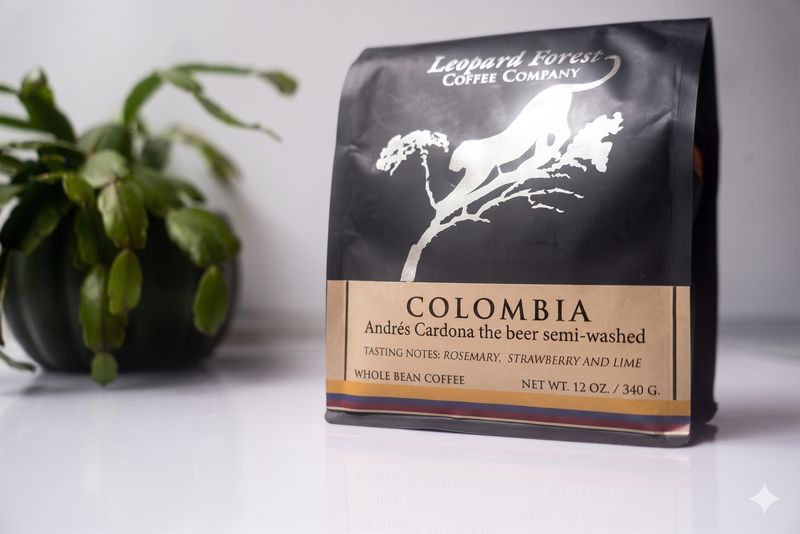 Leopard Forest
COFFEE COMPANY
COLOMBIA
Andrés Cardona the beer semi-washed
TASTING NOTES: ROSEMARY, STRAWBERRY AND LIME
WHOLE BEAN COFFEE
NET WT. 12 OZ. / 340 G.